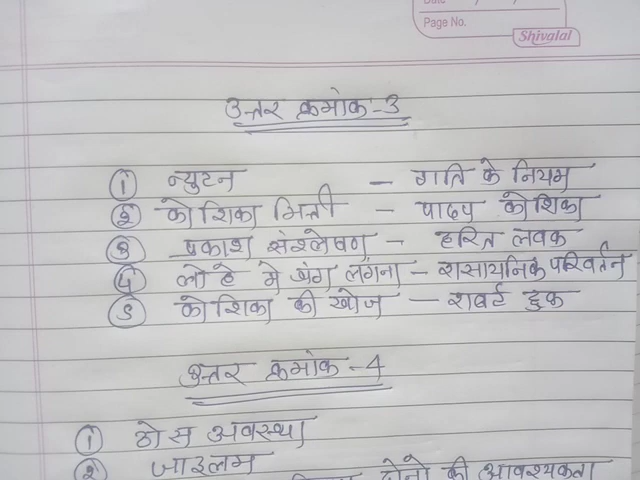 Date
Page No.
Shivalal
उत्तर क्रमांक-3
① न्युटन - गति के नियम
② कोशिका भित्ती - पादप कोशिका
③ प्रकाश संश्लेषण - हरित लवक
④ लोहे मे जंग लगना - रासायनिक परिवर्तन
⑤ कोशिका की खोज - राबर्ट हुक
उत्तर क्रमांक-4
① ठोस अवस्था
② जाइलम
दोनो की आवश्यकता